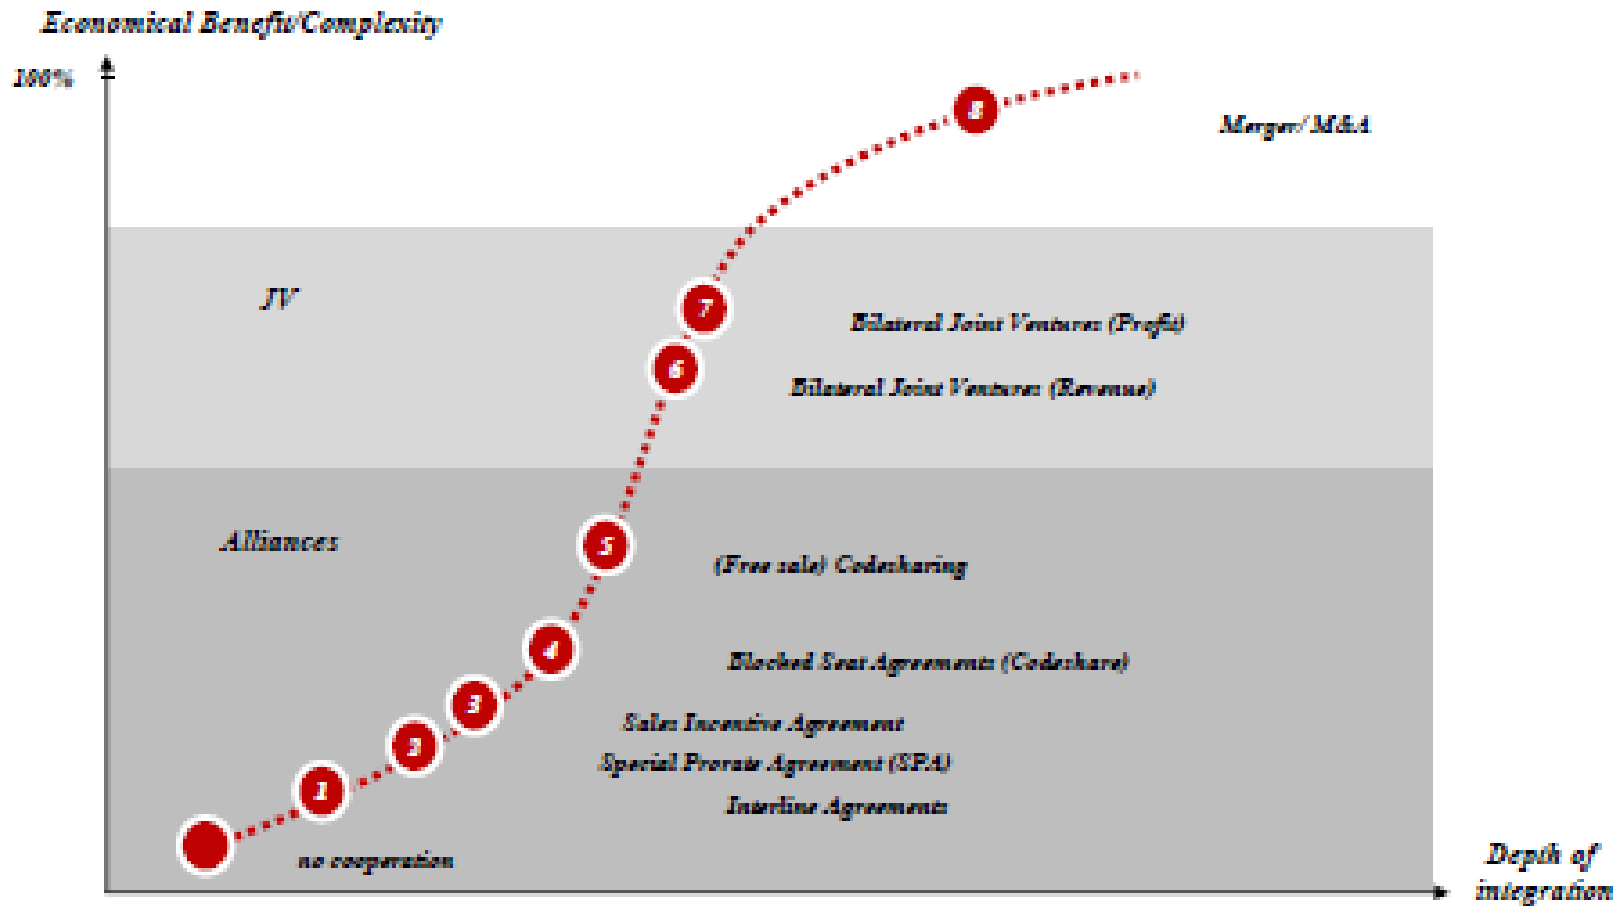 Economical Benefit/Complexity
100%
8
Merger/ M&A
JV
7
Bilateral Joint Ventures (Profit)
6
Bilateral Joint Ventures (Revenue)
Alliances
5
(Free sale) Codesharing
4
Blocked Seat Agreements (Codeshare)
3
Sales Incentive Agreement
2
Special Prorate Agreement (SPA)
1
Interline Agreements
no cooperation
Depth of
integration